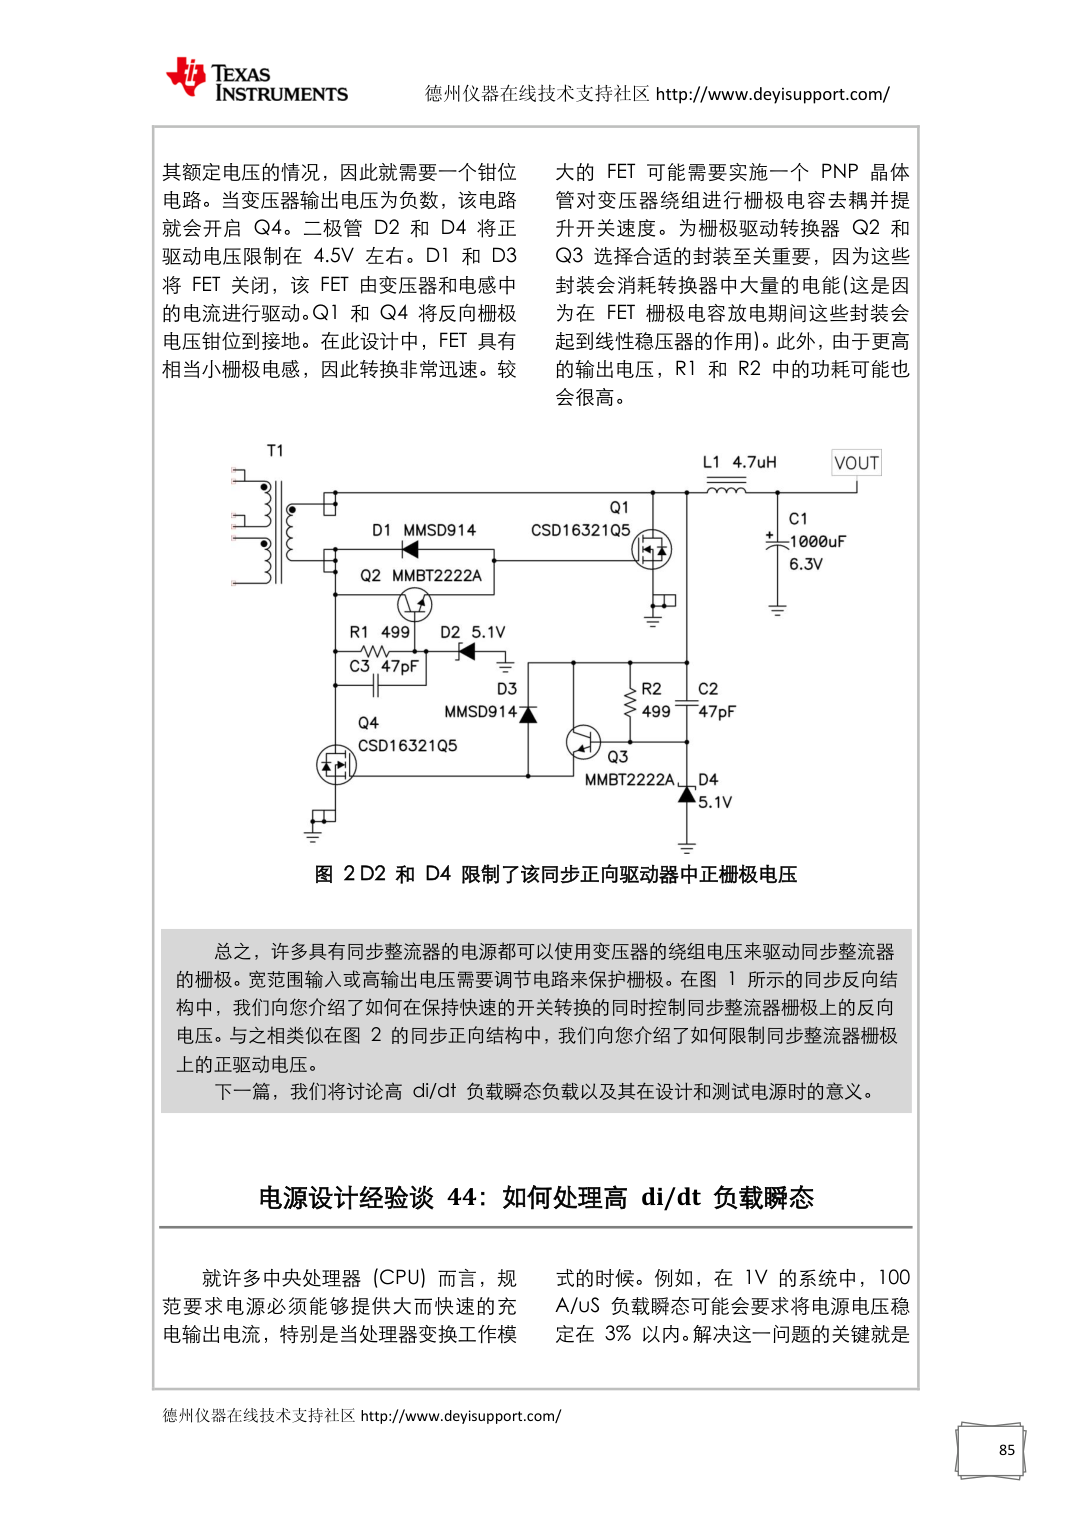 TEXAS
INSTRUMENTS
德州仪器在线技术支持社区 http://www.deyisupport.com/
其额定电压的情况，因此就需要一个钳位
电路。当变压器输出电压为负数，该电路
就会开启 Q4。二极管 D2 和 D4 将正
驱动电压限制在 4.5V 左右。D1 和 D3
将 FET 关闭，该 FET 由变压器和电感中
的电流进行驱动。Q1 和 Q4 将反向栅极
电压钳位到接地。在此设计中，FET 具有
相当小栅极电感，因此转换非常迅速。较
大的 FET 可能需要实施一个 PNP 晶体
管对变压器绕组进行栅极电容去耦并提
升开关速度。为栅极驱动转换器 Q2 和
Q3 选择合适的封装至关重要，因为这些
封装会消耗转换器中大量的电能(这是因
为在 FET 栅极电容放电期间这些封装会
起到线性稳压器的作用)。此外，由于更高
的输出电压，R1 和 R2 中的功耗可能也
会很高。
T1
L1 4.7uH
VOUT
Q1
CSD16321Q5
C1
+
1000uF
6.3V
D1 MMSD914
Q2 MMBT2222A
R1 499
D2 5.1V
C3 47pF
D3
MMSD914
R2
499
C2
47pF
Q4
CSD16321Q5
Q3
MMBT2222A
D4
5.1V
图 2 D2 和 D4 限制了该同步正向驱动器中正栅极电压
总之，许多具有同步整流器的电源都可以使用变压器的绕组电压来驱动同步整流器
的栅极。宽范围输入或高输出电压需要调节电路来保护栅极。在图 1 所示的同步反向结
构中，我们向您介绍了如何在保持快速的开关转换的同时控制同步整流器栅极上的反向
电压。与之相类似在图 2 的同步正向结构中，我们向您介绍了如何限制同步整流器栅极
上的正驱动电压。
下一篇，我们将讨论高 di/dt 负载瞬态负载以及其在设计和测试电源时的意义。
电源设计经验谈 44：如何处理高 di/dt 负载瞬态
就许多中央处理器 (CPU) 而言，规
范要求电源必须能够提供大而快速的充
电输出电流，特别是当处理器变换工作模
式的时候。例如，在 1V 的系统中，100
A/uS 负载瞬态可能会要求将电源电压稳
定在 3% 以内。解决这一问题的关键就是
德州仪器在线技术支持社区 http://www.deyisupport.com/
85